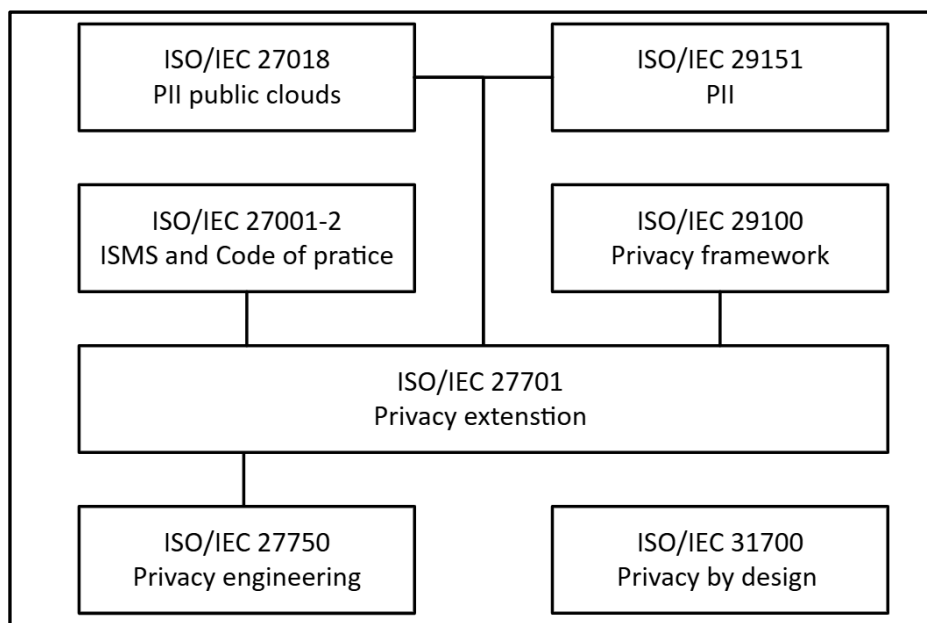 ISO/IEC 27018
PII public clouds
ISO/IEC 29151
PII
ISO/IEC 27001-2
ISMS and Code of pratice
ISO/IEC 29100
Privacy framework
ISO/IEC 27701
Privacy extenstion
ISO/IEC 27750
Privacy engineering
ISO/IEC 31700
Privacy by design